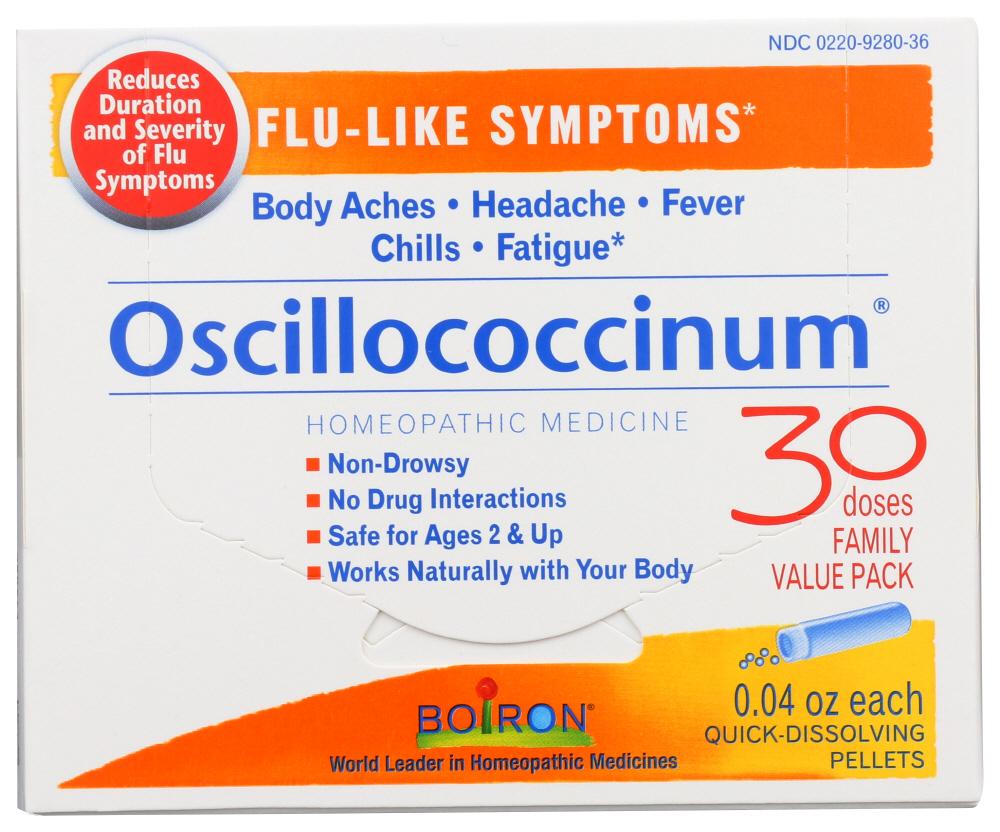 NDC 0220-9280-36
Reduces
Duration
and Severity
of Flu
Symptoms
FLU-LIKE SYMPTOMS*
Body Aches • Headache • Fever
Chills • Fatigue*
Oscillococcinum®
HOMEOPATHIC MEDICINE
Non-Drowsy
No Drug Interactions
Safe for Ages 2 & Up
Works Naturally with Your Body
30
doses
FAMILY
VALUE PACK
0.04 oz each
QUICK-DISSOLVING
PELLETS
BOIRON®
World Leader in Homeopathic Medicines